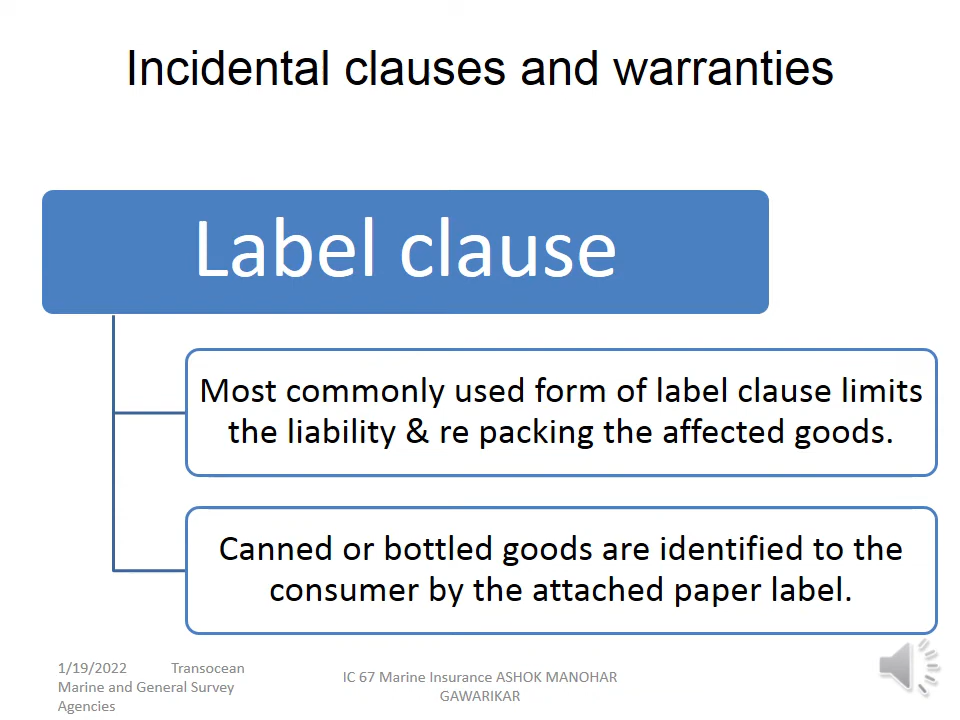 Incidental clauses and warranties
Label clause
Most commonly used form of label clause limits
the liability & re packing the affected goods.
Canned or bottled goods are identified to the
consumer by the attached paper label.
1/19/2022 Transocean
Marine and General Survey
Agencies
IC 67 Marine Insurance ASHOK MANOHAR
GAWARIKAR